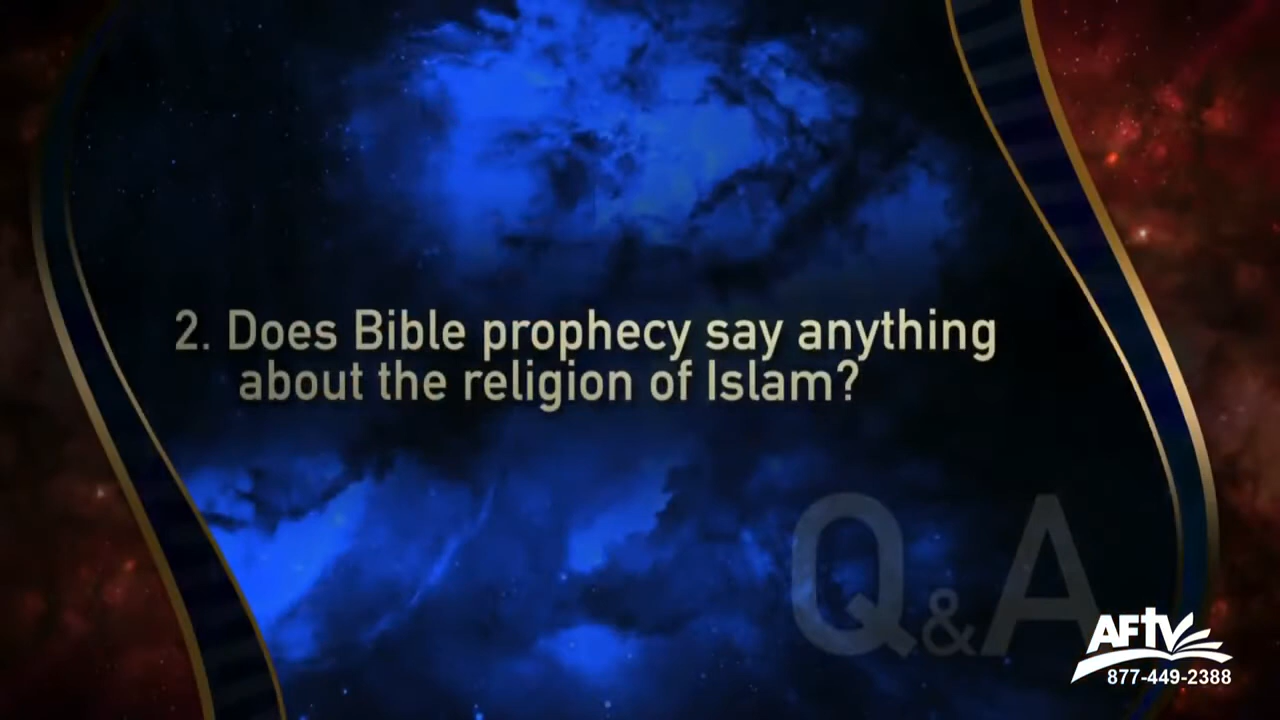 2. Does Bible prophecy say anything
about the religion of Islam?
Q&A
AFtv
877-449-2388